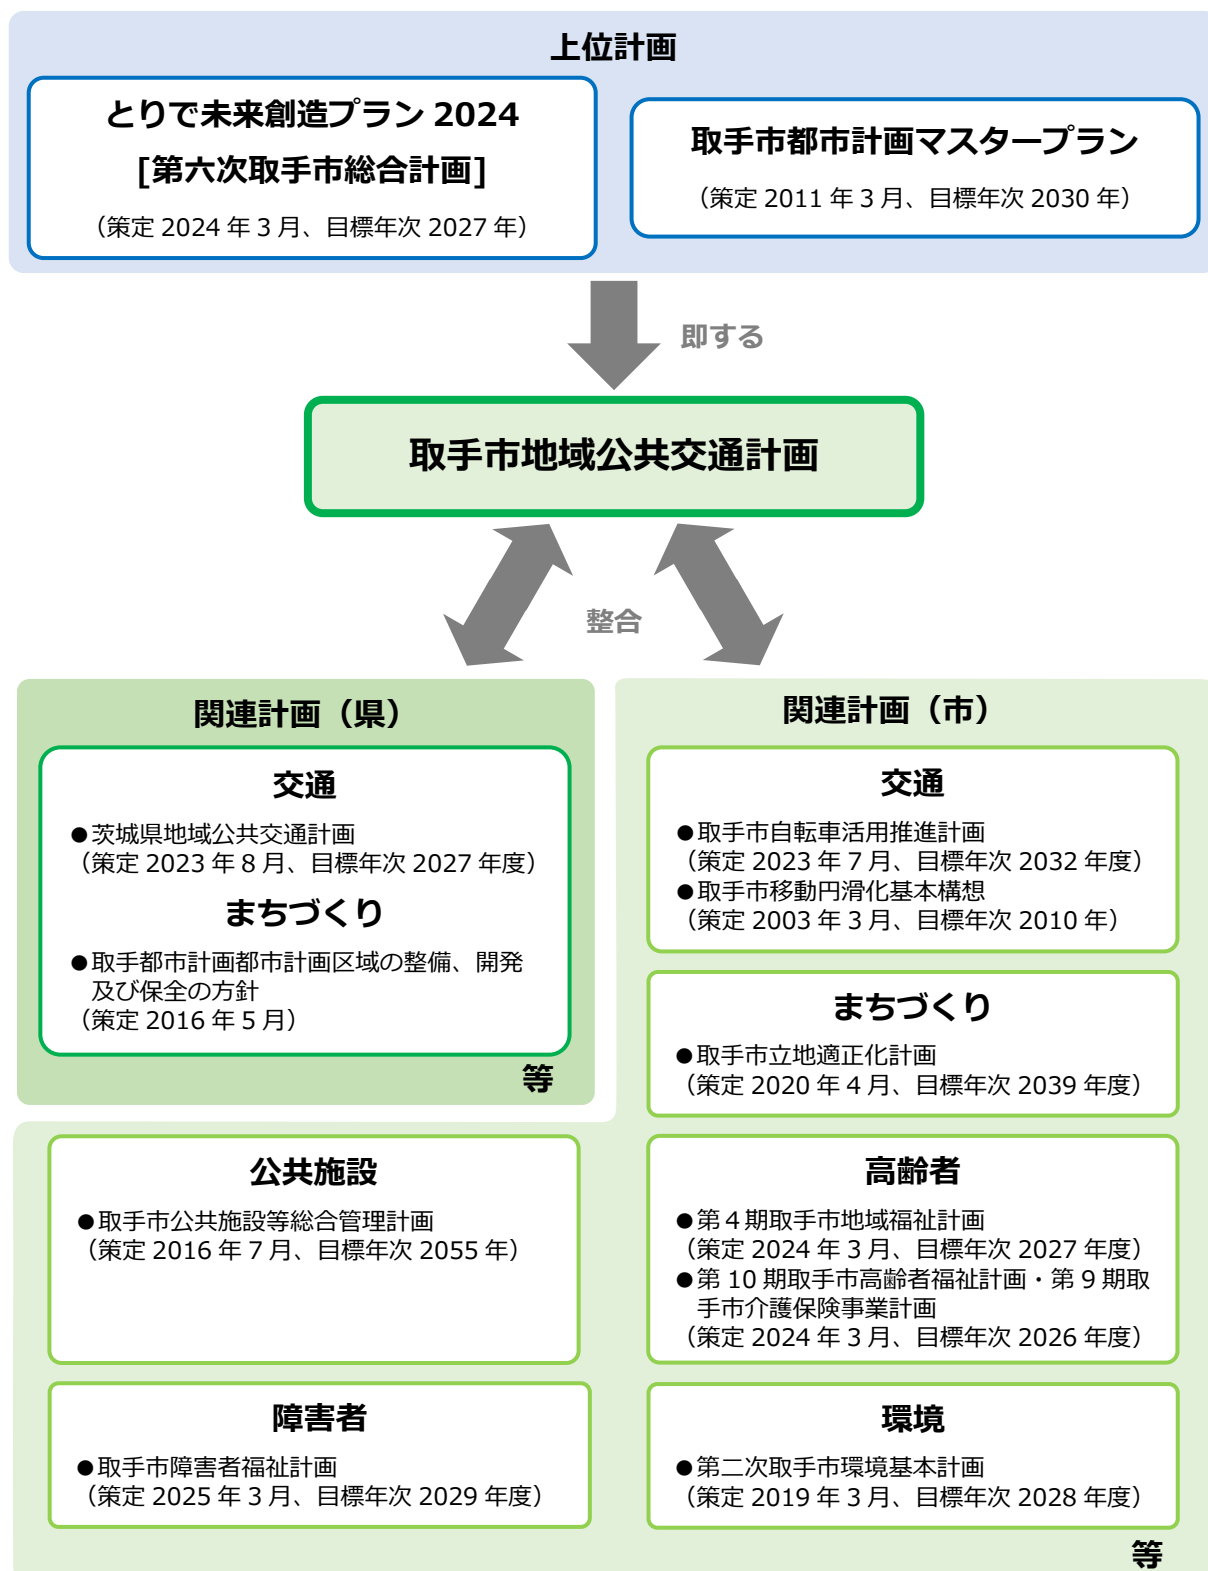 上位計画
とりで未来創造プラン 2024
[第六次取手市総合計画]
（策定 2024 年 3 月、目標年次 2027 年）
取手市都市計画マスタープラン
（策定 2011 年 3 月、目標年次 2030 年）
即する
取手市地域公共交通計画
整合
関連計画（県）
交通
●茨城県地域公共交通計画
（策定 2023 年 8 月、目標年次 2027 年度）
まちづくり
●取手都市計画都市計画区域の整備、開発
及び保全の方針
（策定 2016 年 5 月）
等
関連計画（市）
交通
●取手市自転車活用推進計画
（策定 2023 年 7 月、目標年次 2032 年度）
●取手市移動円滑化基本構想
（策定 2003 年 3 月、目標年次 2010 年）
まちづくり
●取手市立地適正化計画
（策定 2020 年 4 月、目標年次 2039 年度）
公共施設
●取手市公共施設等総合管理計画
（策定 2016 年 7 月、目標年次 2055 年）
高齢者
●第４期取手市地域福祉計画
（策定 2024 年 3 月、目標年次 2027 年度）
●第 10 期取手市高齢者福祉計画・第 9 期取
手市介護保険事業計画
（策定 2024 年 3 月、目標年次 2026 年度）
障害者
●取手市障害者福祉計画
（策定 2025 年 3 月、目標年次 2029 年度）
環境
●第二次取手市環境基本計画
（策定 2019 年 3 月、目標年次 2028 年度）
等